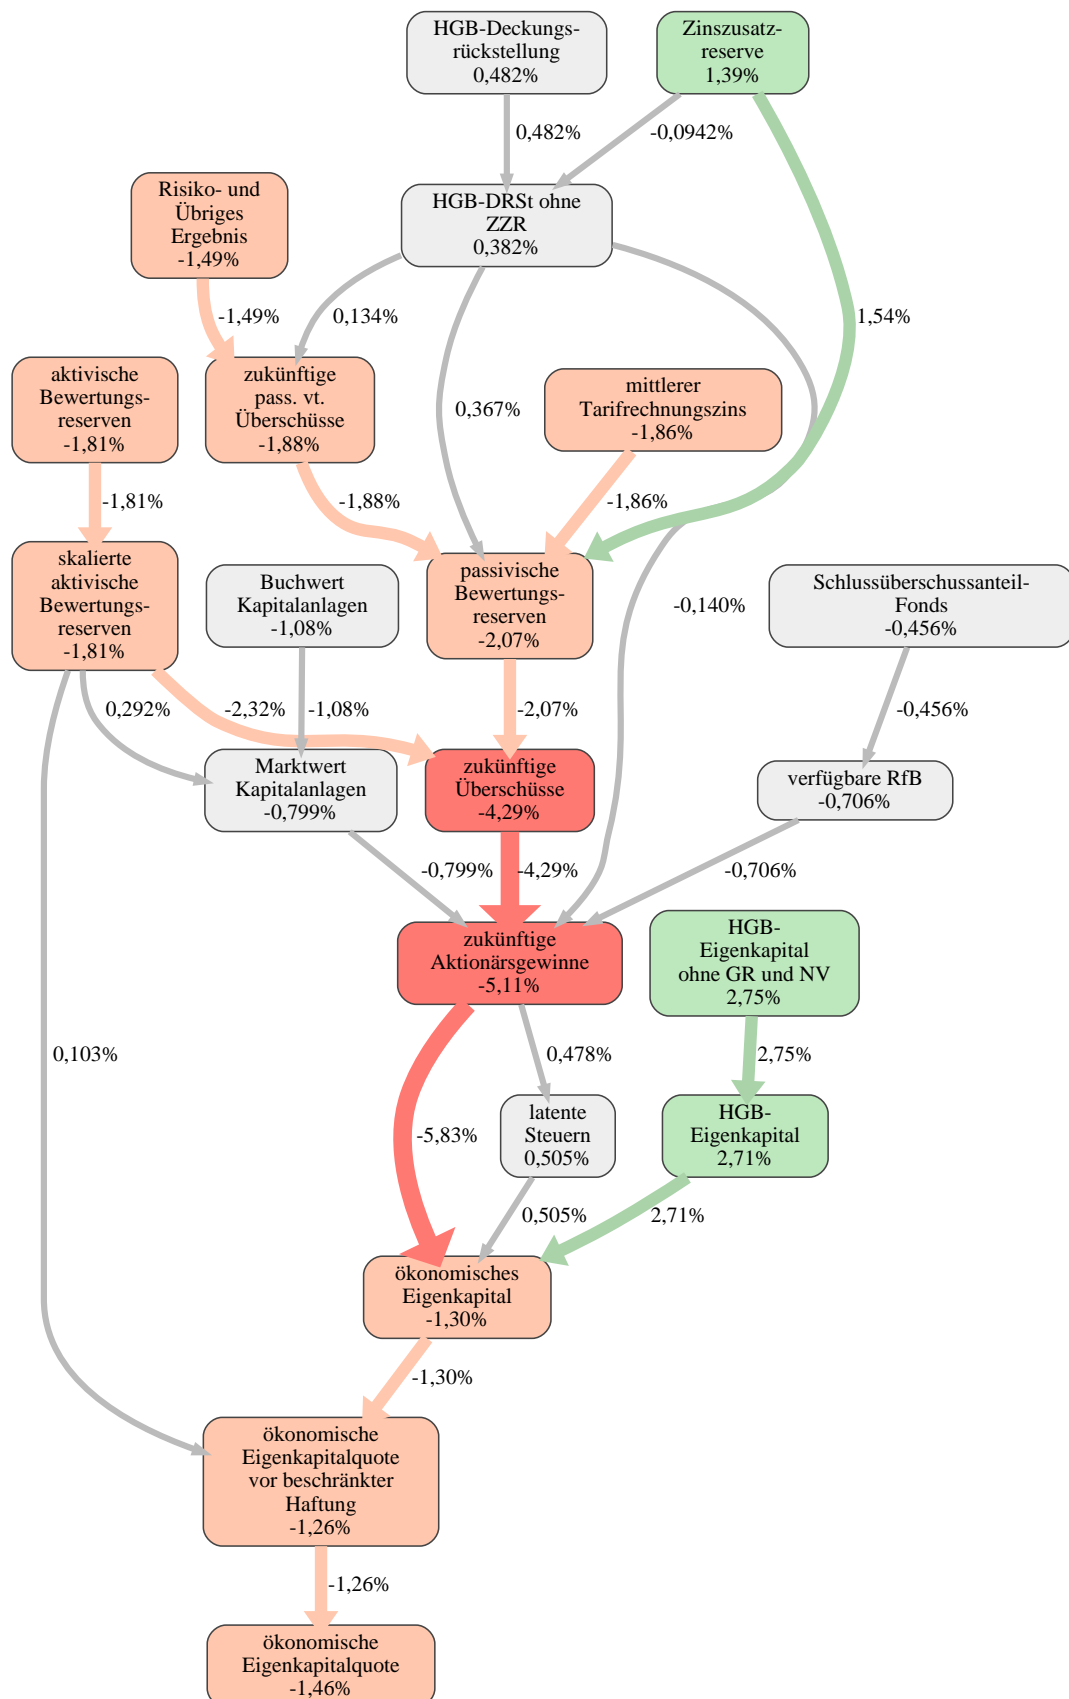 HGB-Deckungs-
rückstellung
0,482%
Zinszusatz-
reserve
1,39%
0,482%
-0,0942%
Risiko- und
Übriges
Ergebnis
-1,49%
HGB-DRSt ohne
ZZR
0,382%
-1,49%
0,134%
1,54%
aktivische
Bewertungs-
reserven
-1,81%
zukünftige
pass. vt.
Überschüsse
-1,88%
0,367%
mittlerer
Tarifrechnungszins
-1,86%
-1,81%
-1,88%
-1,86%
skalierte
aktivische
Bewertungs-
reserven
-1,81%
Buchwert
Kapitalanlagen
-1,08%
passivische
Bewertungs-
reserven
-2,07%
-0,140%
Schlussüberschussanteil-
Fonds
-0,456%
0,292%
-2,32%
-1,08%
-2,07%
-0,456%
Marktwert
Kapitalanlagen
-0,799%
zukünftige
Überschüsse
-4,29%
verfügbare RfB
-0,706%
-0,799%
-4,29%
-0,706%
zukünftige
Aktionärsgewinne
-5,11%
HGB-
Eigenkapital
ohne GR und NV
2,75%
0,103%
0,478%
2,75%
-5,83%
latente
Steuern
0,505%
HGB-
Eigenkapital
2,71%
0,505%
2,71%
ökonomisches
Eigenkapital
-1,30%
-1,30%
ökonomische
Eigenkapitalquote
vor beschränkter
Haftung
-1,26%
-1,26%
ökonomische
Eigenkapitalquote
-1,46%